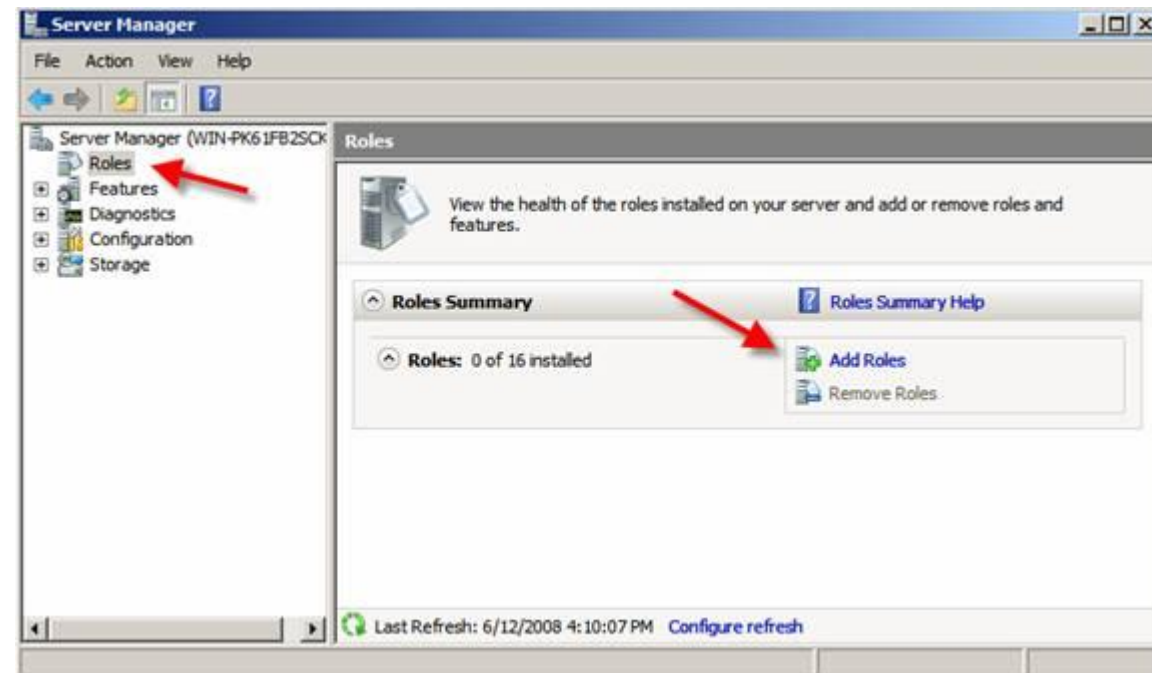 Server Manager
File Action View Help
Server Manager (WIN-PK61FB2SCK
Roles
Features
Diagnostics
Configuration
Storage
Roles
View the health of the roles installed on your server and add or remove roles and
features.
Roles Summary
Roles Summary Help
Roles: 0 of 16 installed
Add Roles
Remove Roles
Last Refresh: 6/12/2008 4:10:07 PM Configure refresh